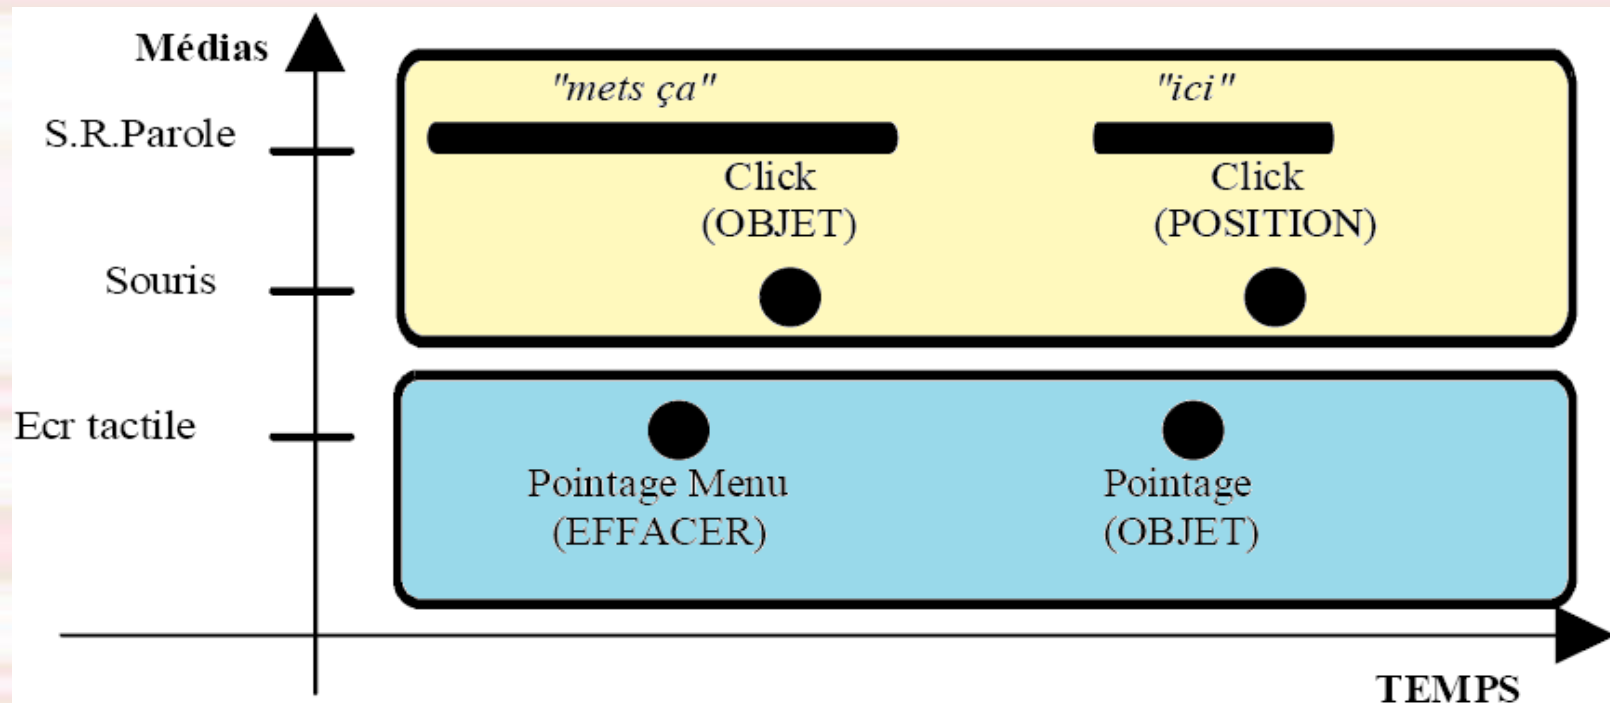 Médias
"mets ça"
"ici"
S.R.Parole
Click
(OBJET)
Click
(POSITION)
Souris
Ecr tactile
Pointage Menu
(EFFACER)
Pointage
(OBJET)
TEMPS